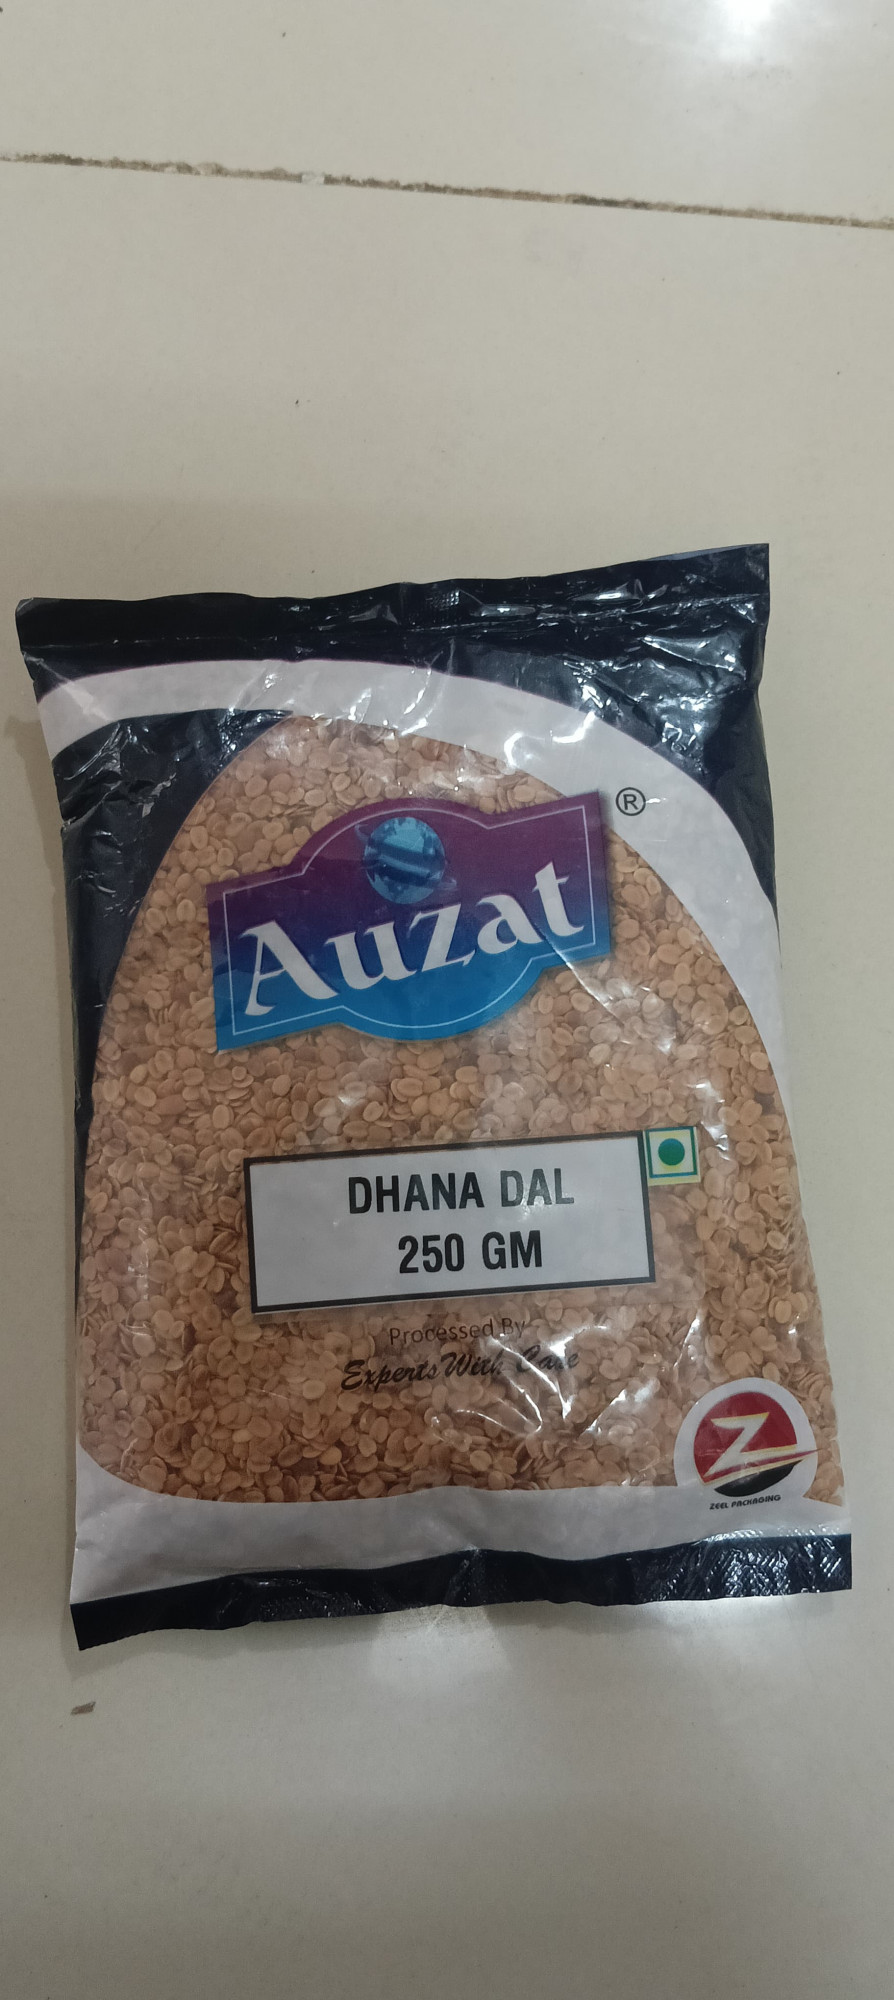 ®
Auzat
DHANA DAL
250 GM
Processed By
Experts With Care
Z
ZEEL PACKAGING